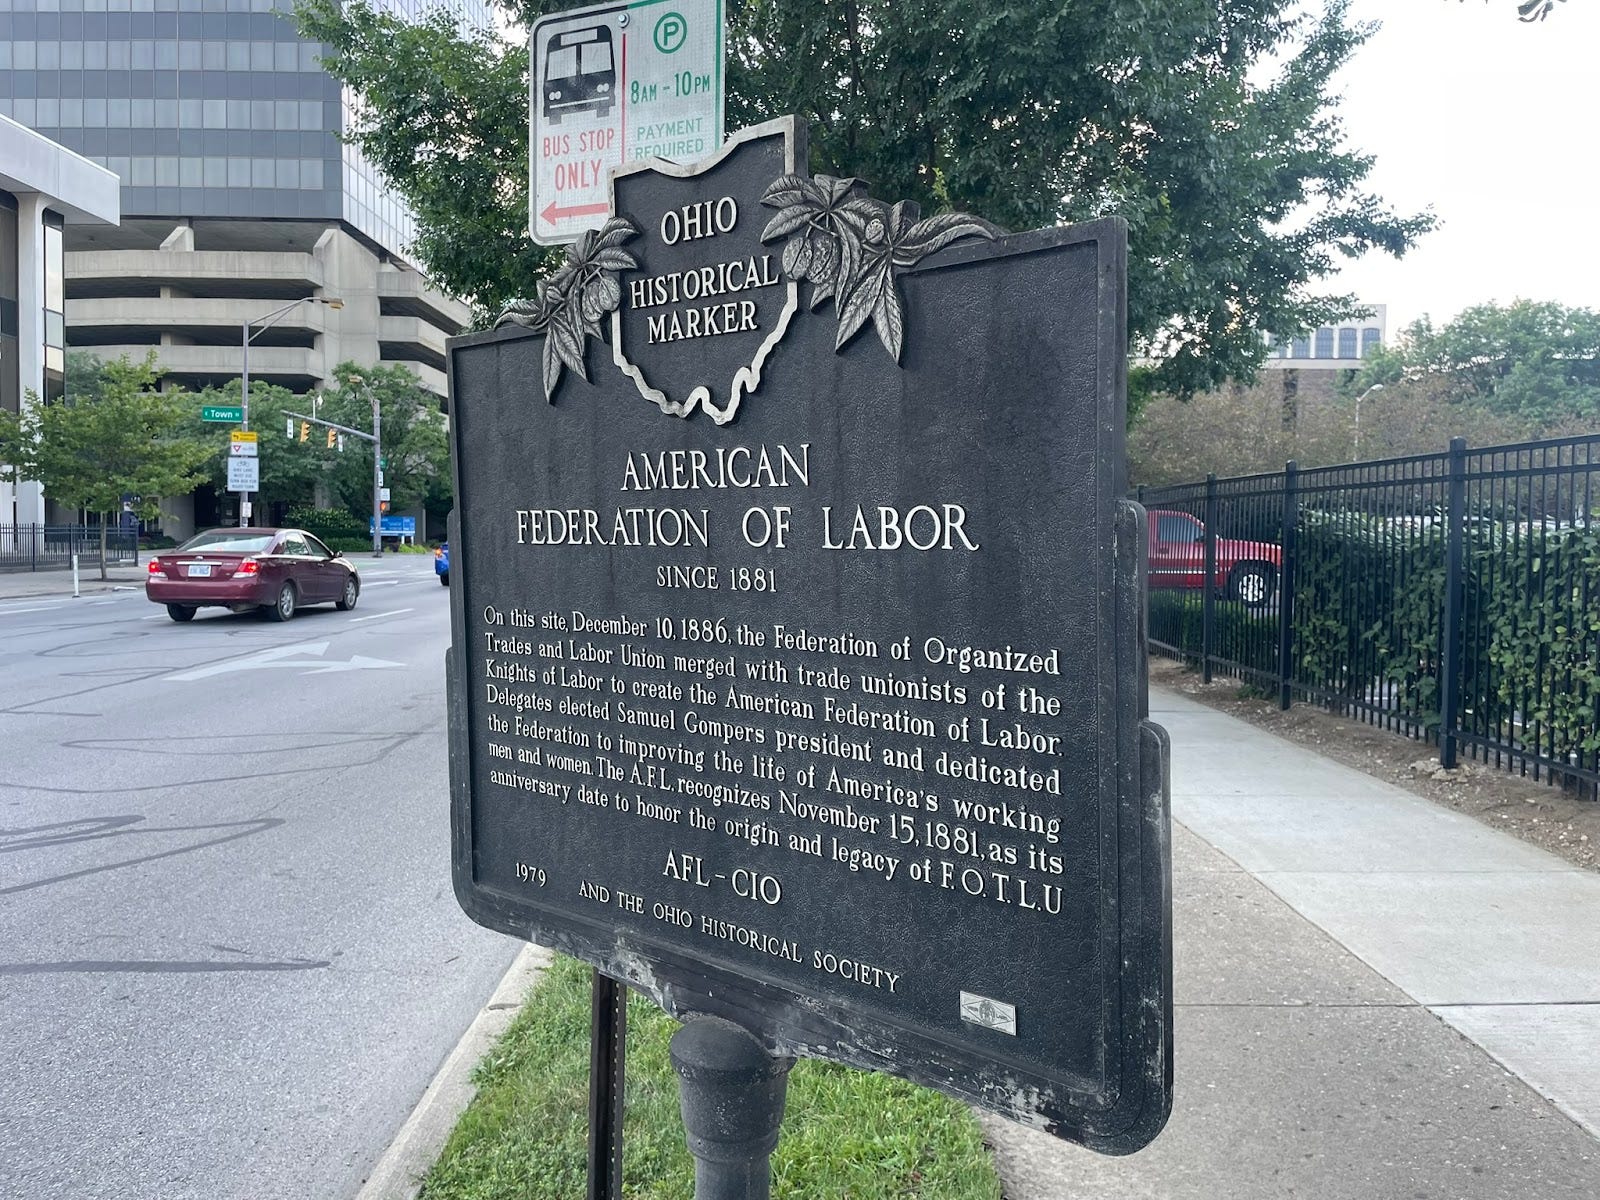 BUS STOP
ONLY
P
8AM - 10PM
PAYMENT
REQUIRED
OHIO
HISTORICAL
MARKER
AMERICAN
FEDERATION OF LABOR
SINCE 1881
On this site, December 10, 1886, the Federation of Organized
Trades and Labor Union merged with trade unionists of the
Knights of Labor to create the American Federation of Labor.
Delegates elected Samuel Gompers president and dedicated
the Federation to improving the life of America's working
men and women. The A.F.L. recognizes November 15, 1881, as its
anniversary date to honor the origin and legacy of F.O.T.L.U
AFL-CIO
1979 AND THE OHIO HISTORICAL SOCIETY
Town